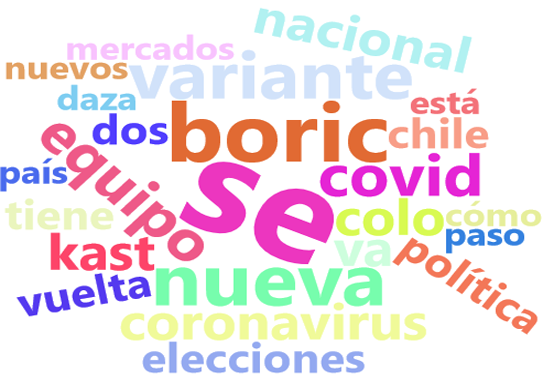 nacional
mercados
variante
nuevos
daza
dos
boric
está
chile
equipo
se
país
covid
tiene
colo
cómo
paso
kast
va
política
vuelta
nueva
coronavirus
elecciones